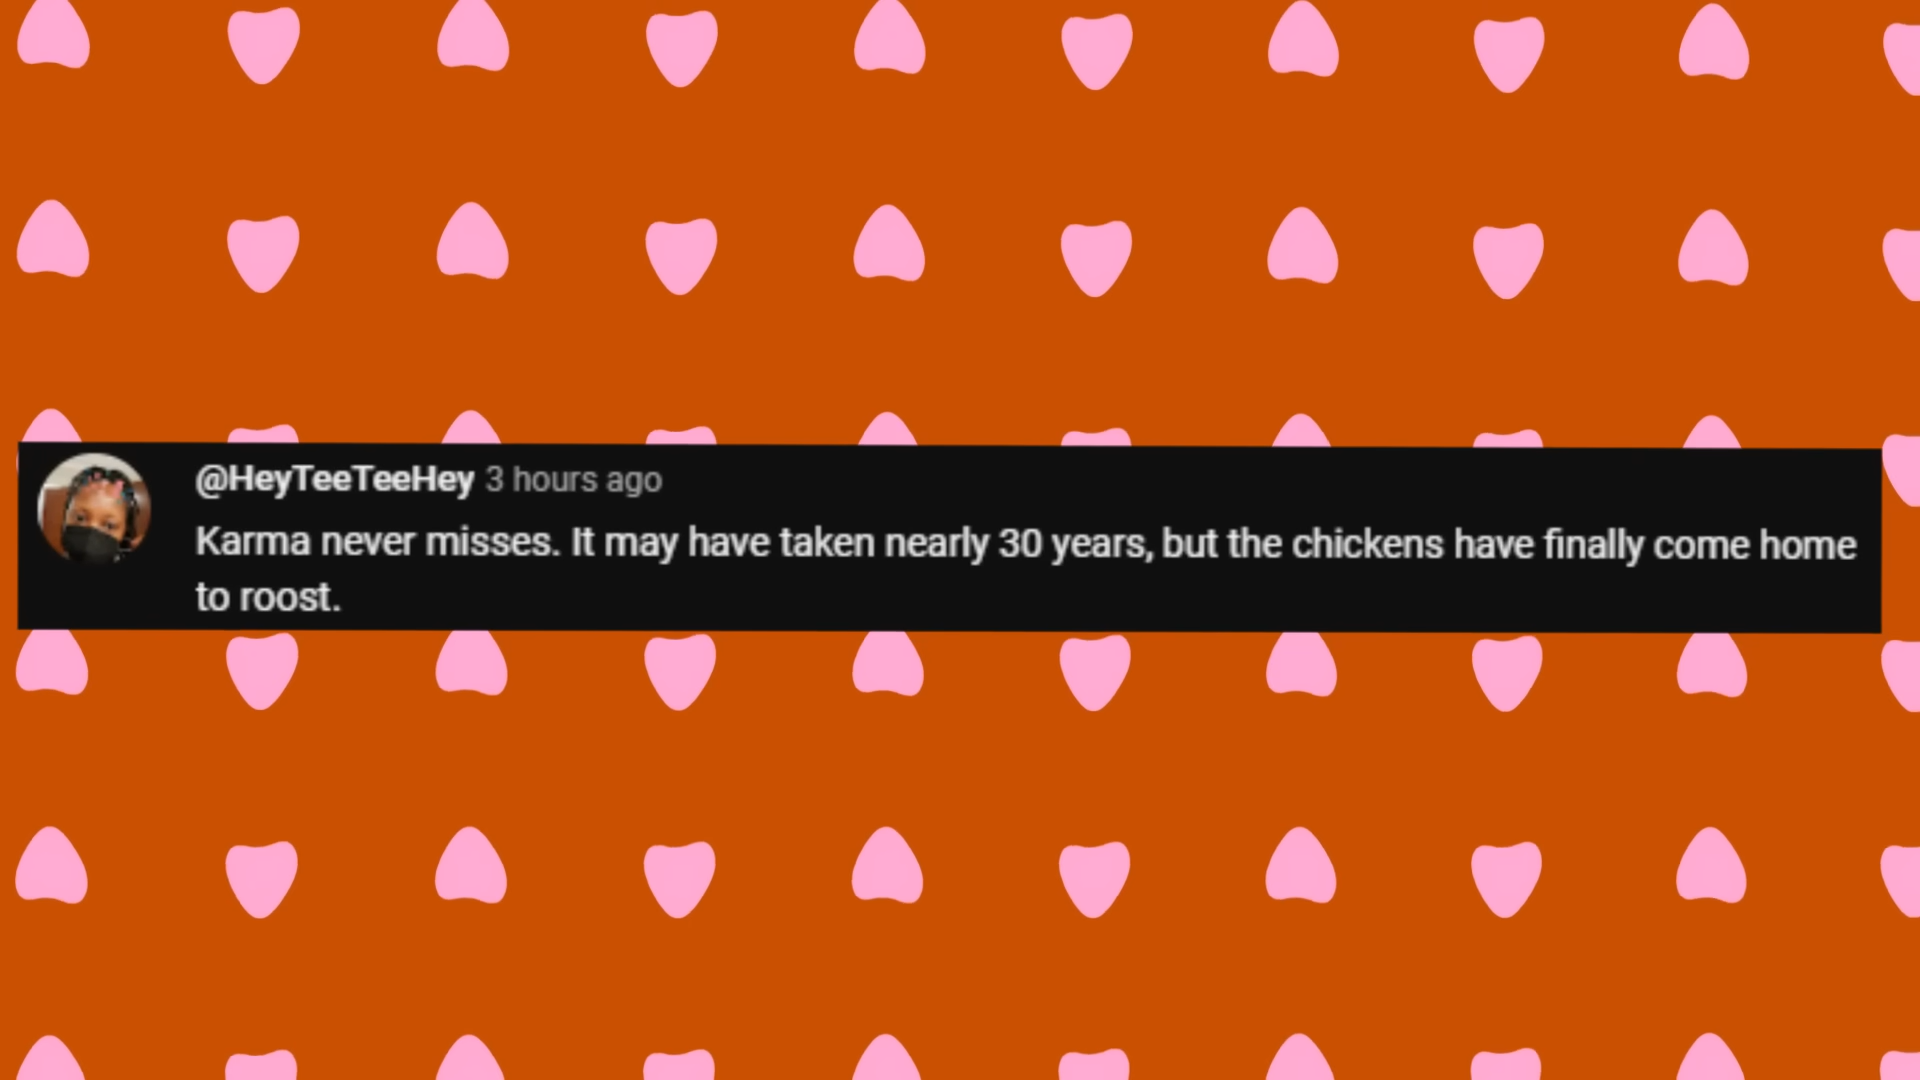 @HeyTeeTeeHey 3 hours ago
Karma never misses. It may have taken nearly 30 years, but the chickens have finally come home
to roost.